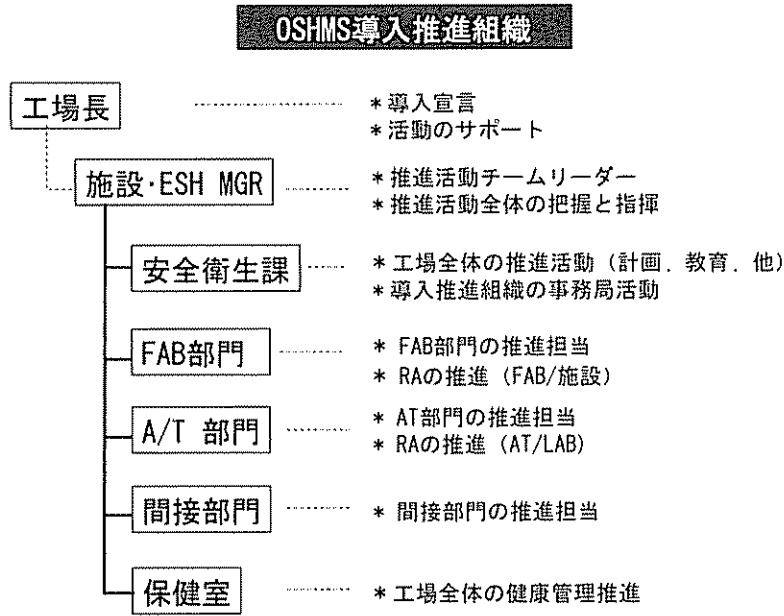 OSHMS導入推進組織
工場長
*導入宣言
*活動のサポート
施設・ESH MGR
*推進活動チームリーダー
*推進活動全体の把握と指揮
安全衛生課
* 工場全体の推進活動（計画．教育．他）
* 導入推進組織の事務局活動
FAB部門
* FAB部門の推進担当
* RAの推進（FAB/施設）
A/T 部門
* AT部門の推進担当
* RAの推進（AT/LAB）
間接部門
* 間接部門の推進担当
保健室
*工場全体の健康管理推進